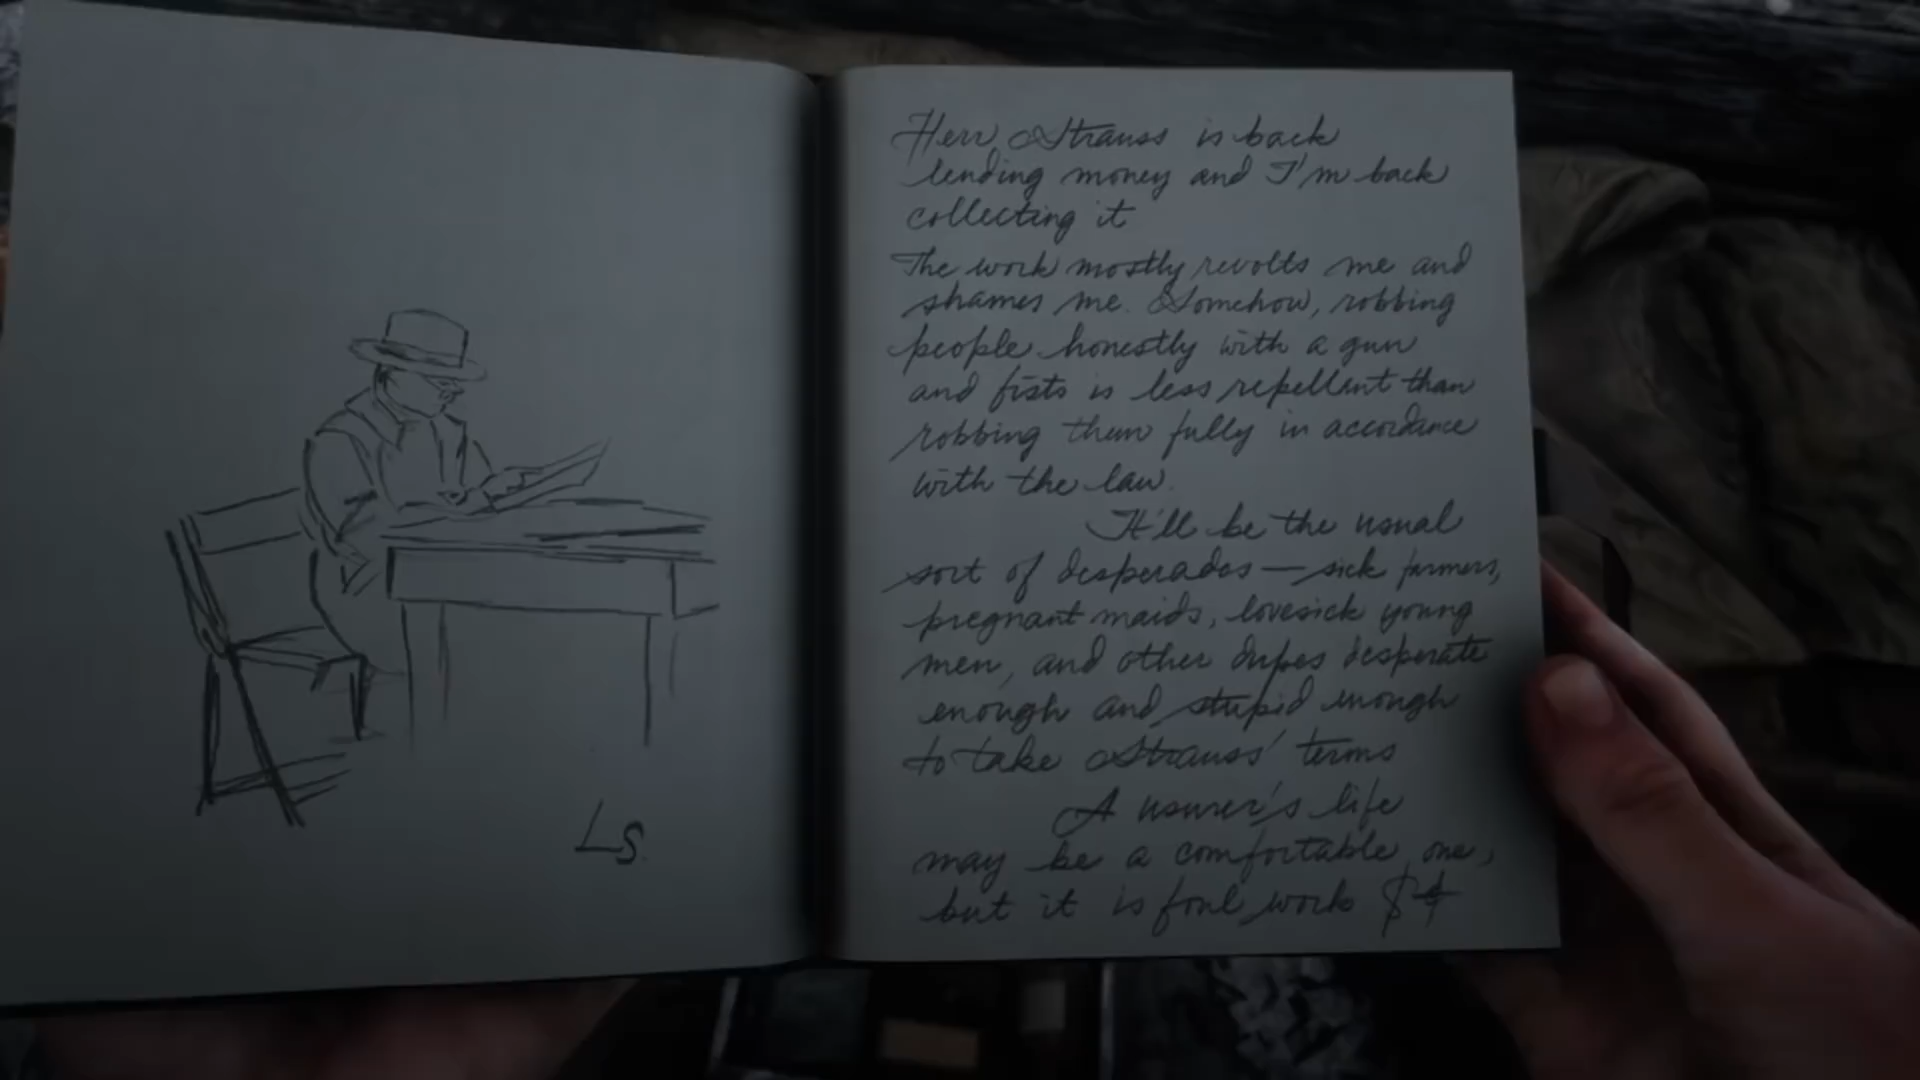 LS.
Herr Strauss is back
lending money and I'm back
collecting it
The work mostly revolts me and
shames me. Somehow, robbing
people honestly with a gun
and fists is less repellant than
robbing them fully in accordance
with the law.
It'll be the usual
sort of desperados — sick farmers,
pregnant maids, lovesick young
men, and other dupes desperate
enough and stupid enough
to take Strauss' terms
A usurer's life
may be a comfortable one,
but it is foul work $$